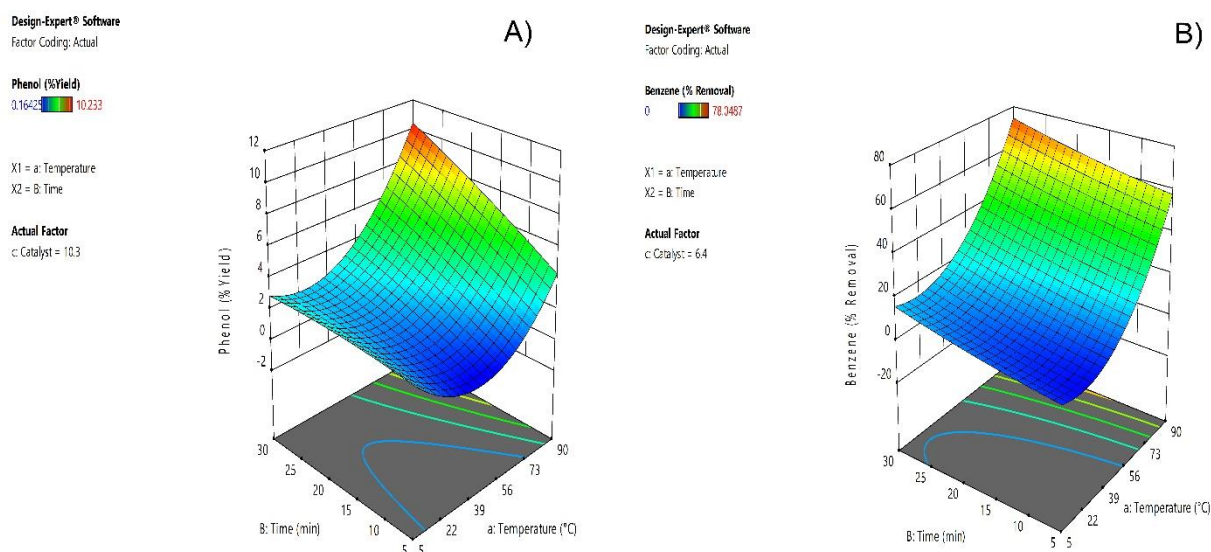 Design-Expert® Software
Factor Coding: Actual
A)
Phenol (%Yield)
0.16425 10.233
X1 = a: Temperature
X2 = B: Time
Actual Factor
c: Catalyst = 10.3
12
10
8
6
4
2
0
-2
Phenol (% Yield)
30
25
20
15
10
5
B: Time (min)
5
22
39
56
73
90
a: Temperature (°C)
Design-Expert® Software
Factor Coding: Actual
B)
Benzene (% Removal)
0 78.0487
X1 = a: Temperature
X2 = B: Time
Actual Factor
c: Catalyst = 6.4
80
60
40
20
0
-20
Benzene (% Removal)
30
25
20
15
10
5
B: Time (min)
5
22
39
56
73
90
a: Temperature (°C)